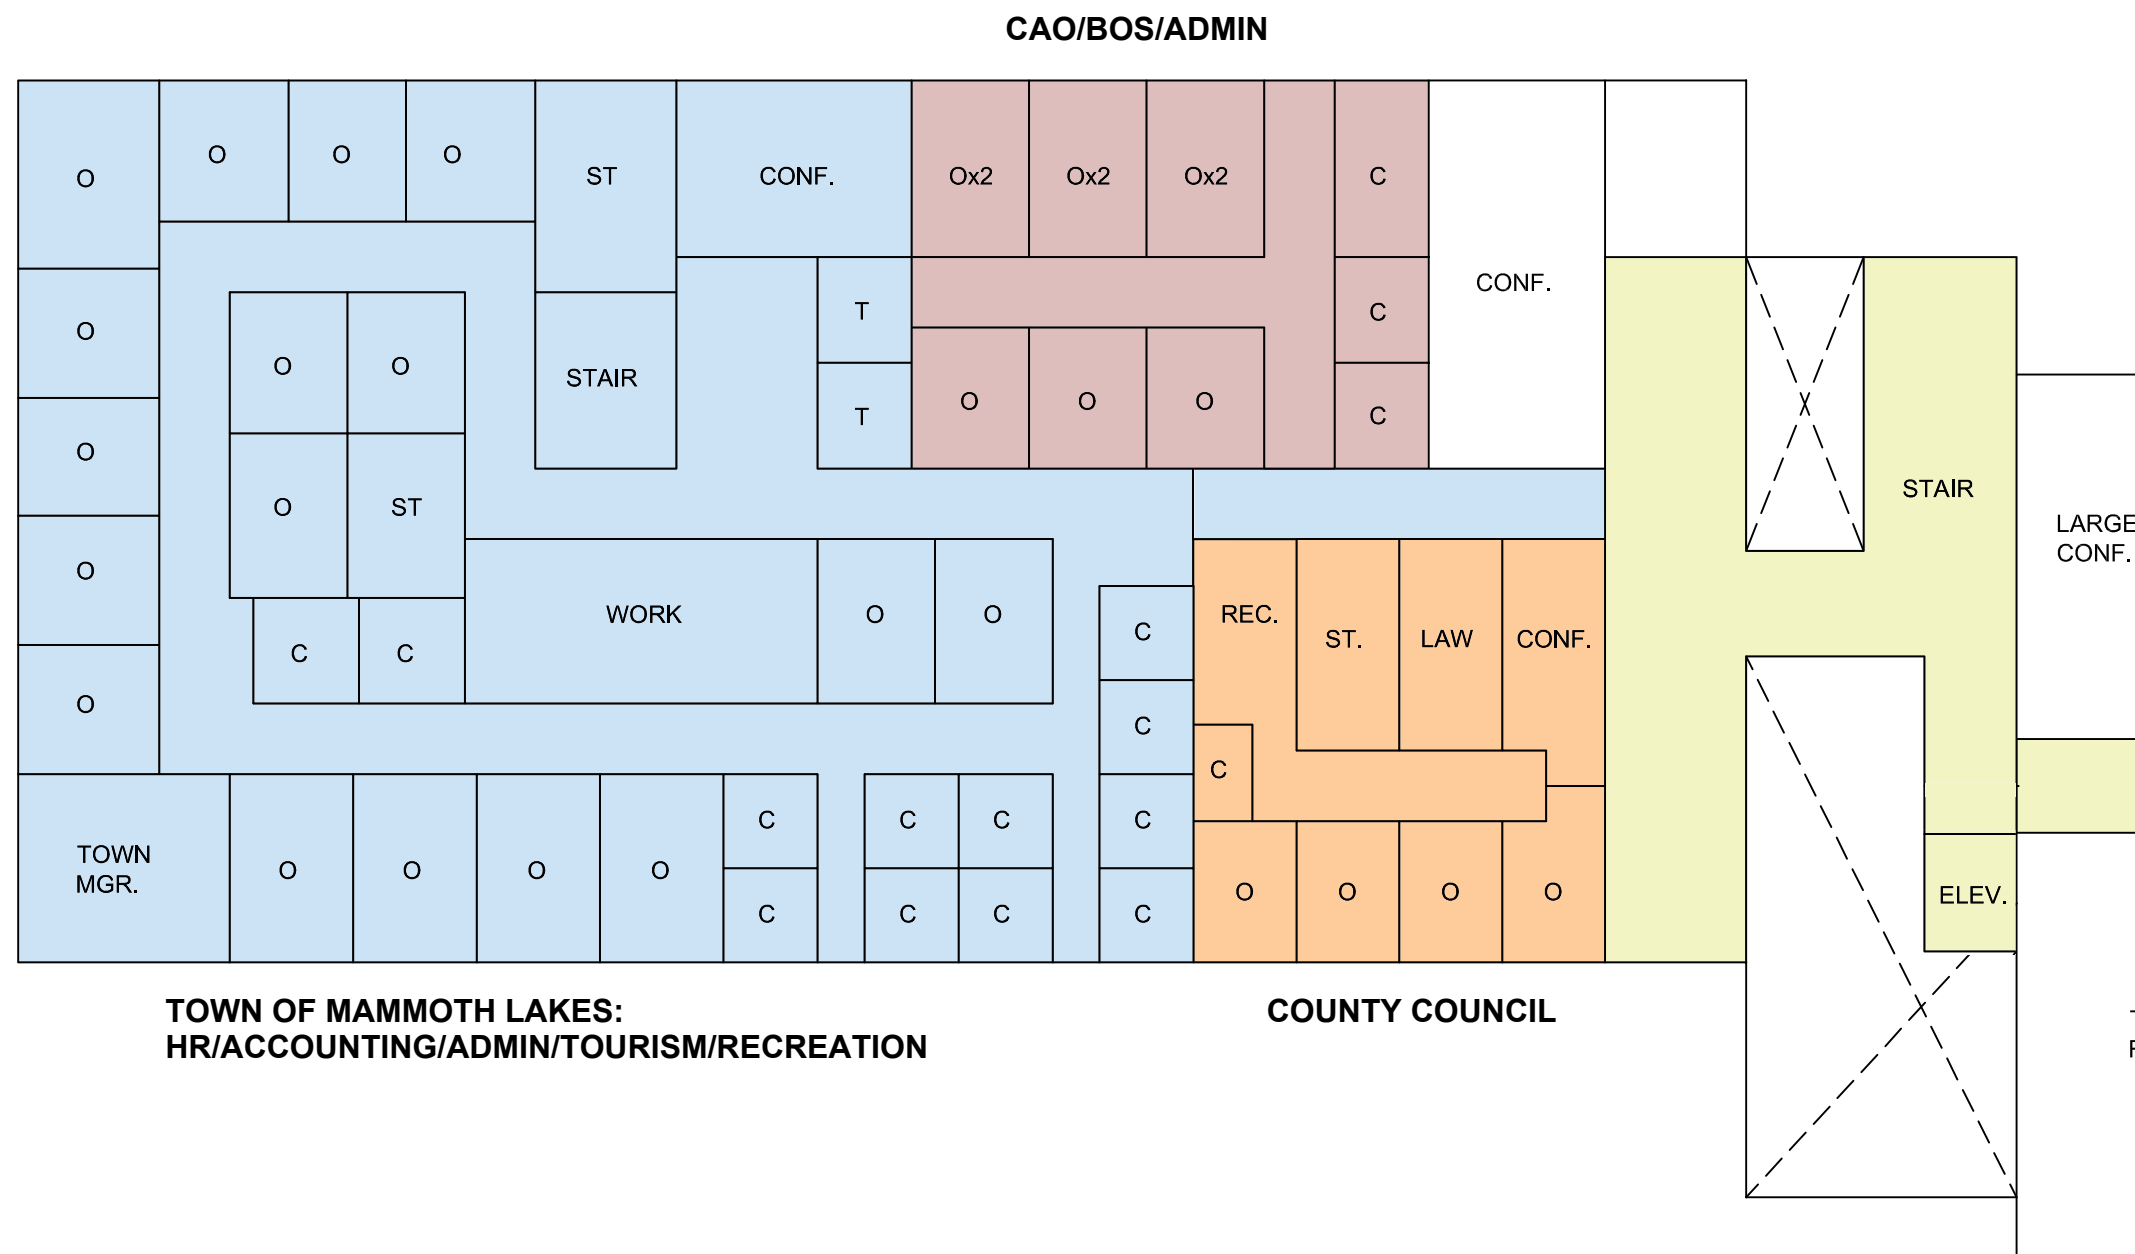 CAO/BOS/ADMIN
O
O
O
O
ST
CONF.
Ox2
Ox2
Ox2
C
CONF.
T
C
O
O
O
STAIR
T
O
O
O
C
STAIR
O
O
ST
LARGE
CONF.
O
WORK
O
O
C
REC.
ST.
LAW
CONF.
C
C
O
C
C
TOWN
MGR.
O
O
O
O
C
C
C
C
C
C
C
C
O
O
O
O
ELEV.
TOWN OF MAMMOTH LAKES:
HR/ACCOUNTING/ADMIN/TOURISM/RECREATION
COUNTY COUNCIL